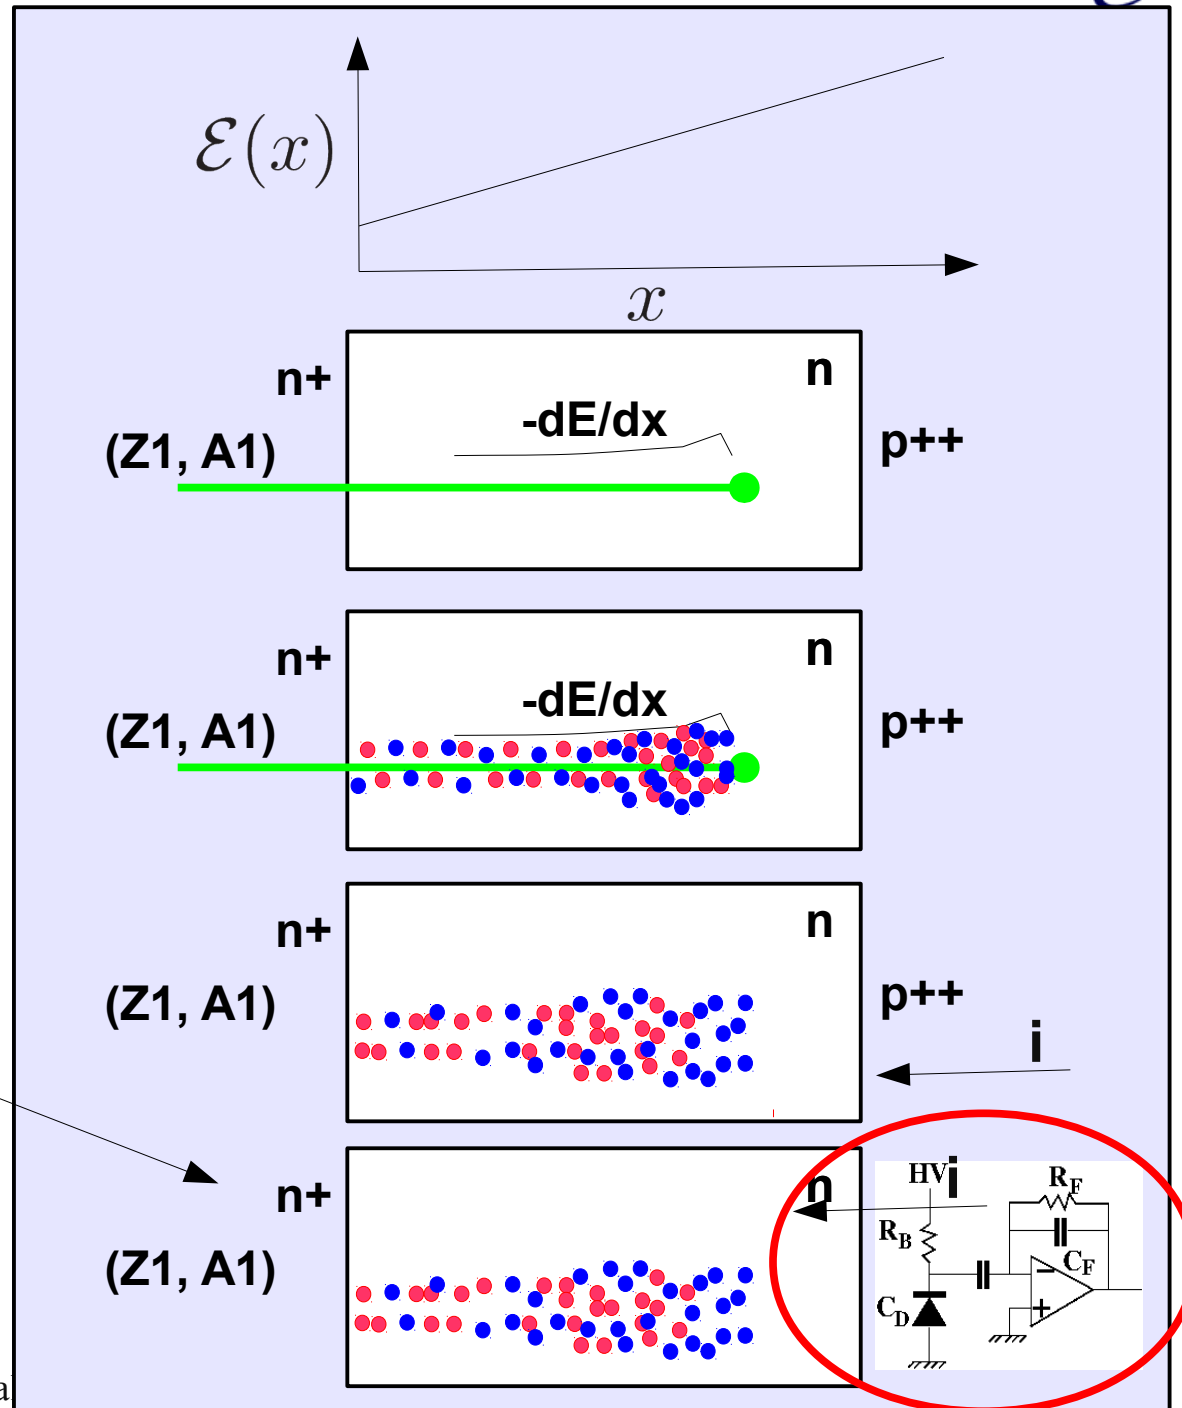 ℰ(x)
x
n+
n
-dE/dx
(Z1, A1)
p++
n+
n
-dE/dx
(Z1, A1)
p++
n+
n
(Z1, A1)
p++
i
n+
n
(Z1, A1)
HV
i
R_F
R_B
C_F
−
C_D
+